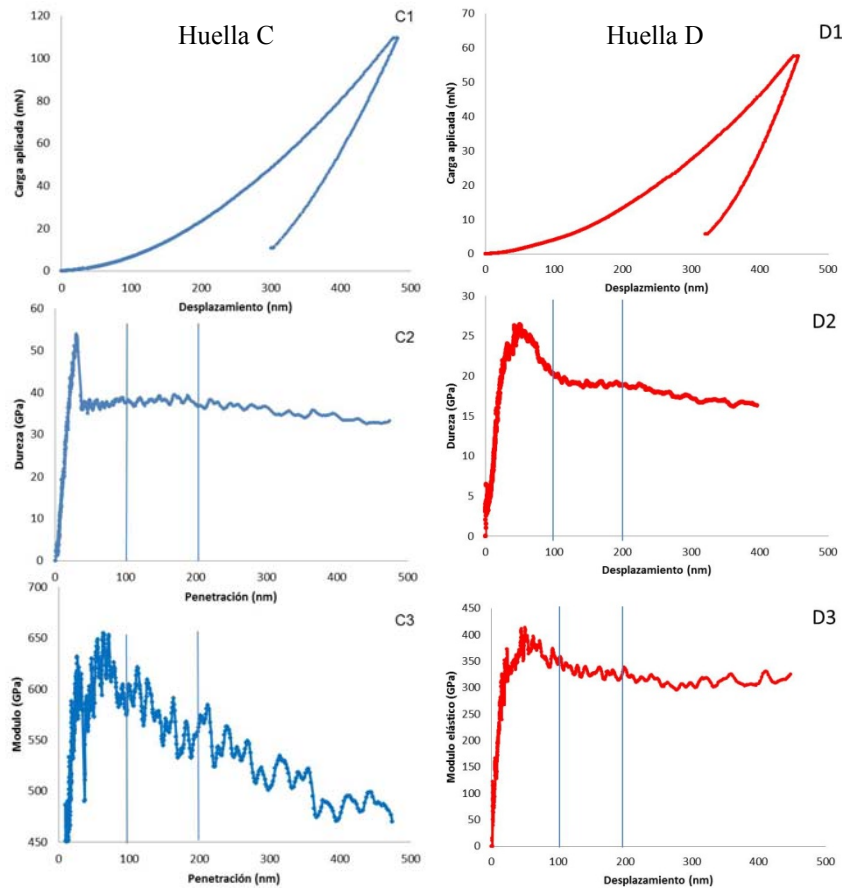 Huella C
C1
Carga aplicada (mN)
120
100
80
60
40
20
0
0 100 200 300 400 500
Desplazamiento (nm)
Huella D
D1
Carga aplicada (mN)
70
60
50
40
30
20
10
0
0 100 200 300 400 500
Desplazamiento (nm)
C2
Dureza (GPa)
60
50
40
30
20
10
0
0 100 200 300 400 500
Penetración (nm)
D2
Dureza (GPa)
30
25
20
15
10
5
0
0 100 200 300 400 500
Desplazamiento (nm)
C3
Modulo (GPa)
700
650
600
550
500
450
0 100 200 300 400 500
Penetración (nm)
D3
Modulo elástico (GPa)
450
400
350
300
250
200
150
100
50
0
0 100 200 300 400 500
Desplazamiento (nm)